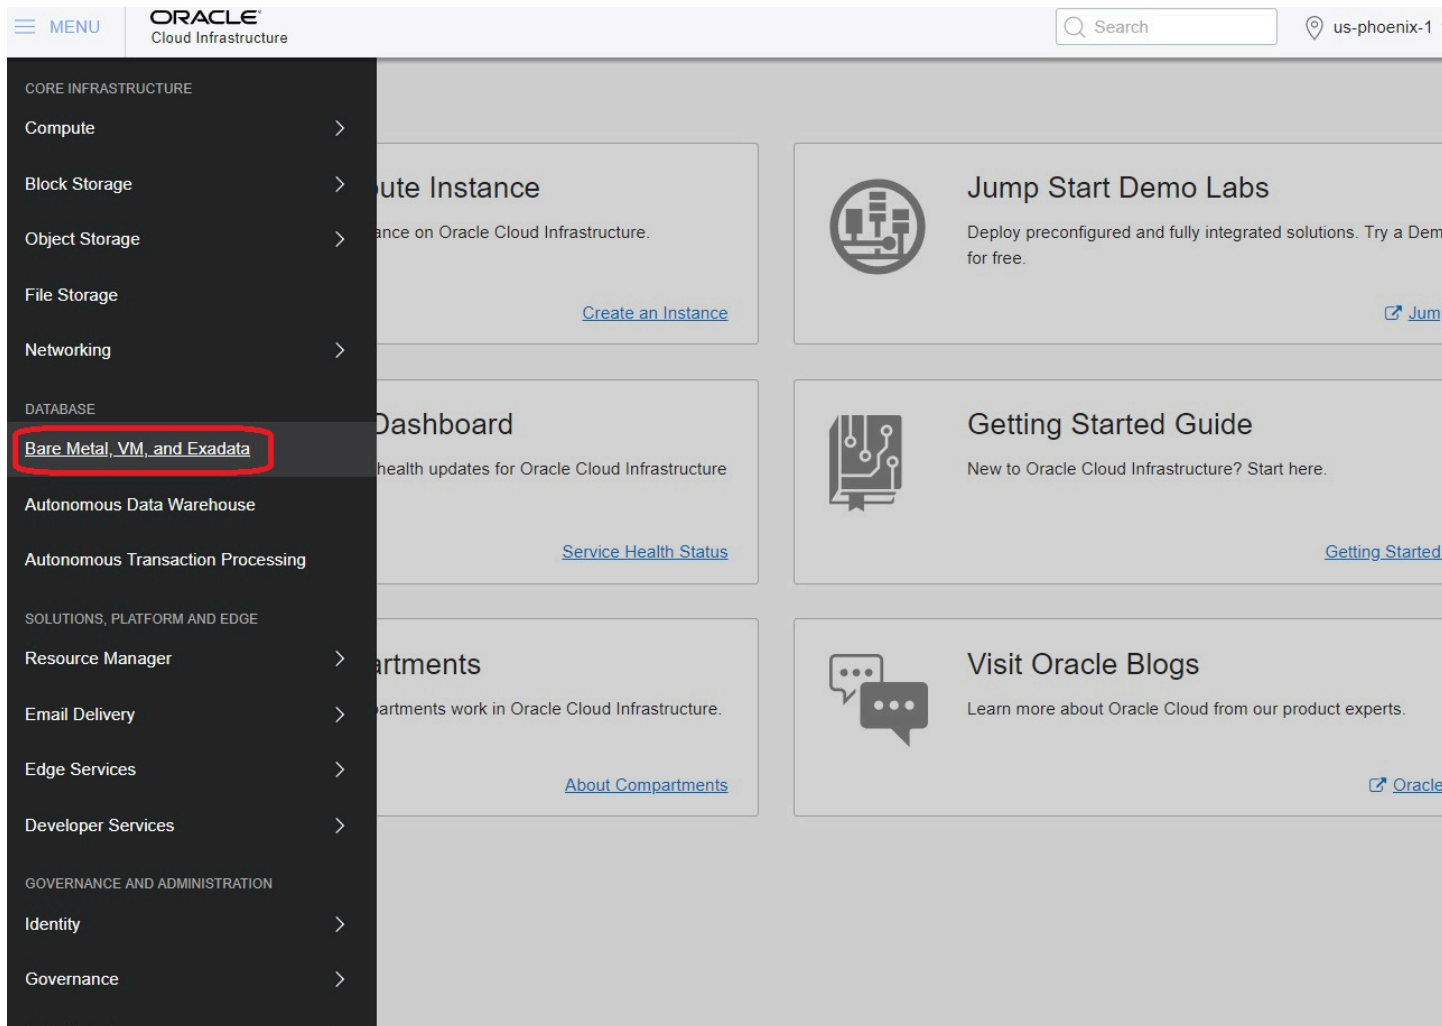 MENU
ORACLE
Cloud Infrastructure
Search
us-phoenix-1
CORE INFRASTRUCTURE
Compute
Block Storage
Object Storage
File Storage
Networking
DATABASE
Bare Metal, VM, and Exadata
Autonomous Data Warehouse
Autonomous Transaction Processing
SOLUTIONS, PLATFORM AND EDGE
Resource Manager
Email Delivery
Edge Services
Developer Services
GOVERNANCE AND ADMINISTRATION
Identity
Governance
ute Instance
ance on Oracle Cloud Infrastructure.
Create an Instance
Jump Start Demo Labs
Deploy preconfigured and fully integrated solutions. Try a Dem
for free.
Jum
Dashboard
health updates for Oracle Cloud Infrastructure
Service Health Status
Getting Started Guide
New to Oracle Cloud Infrastructure? Start here.
Getting Started
artments
artments work in Oracle Cloud Infrastructure.
About Compartments
Visit Oracle Blogs
Learn more about Oracle Cloud from our product experts.
Oracle